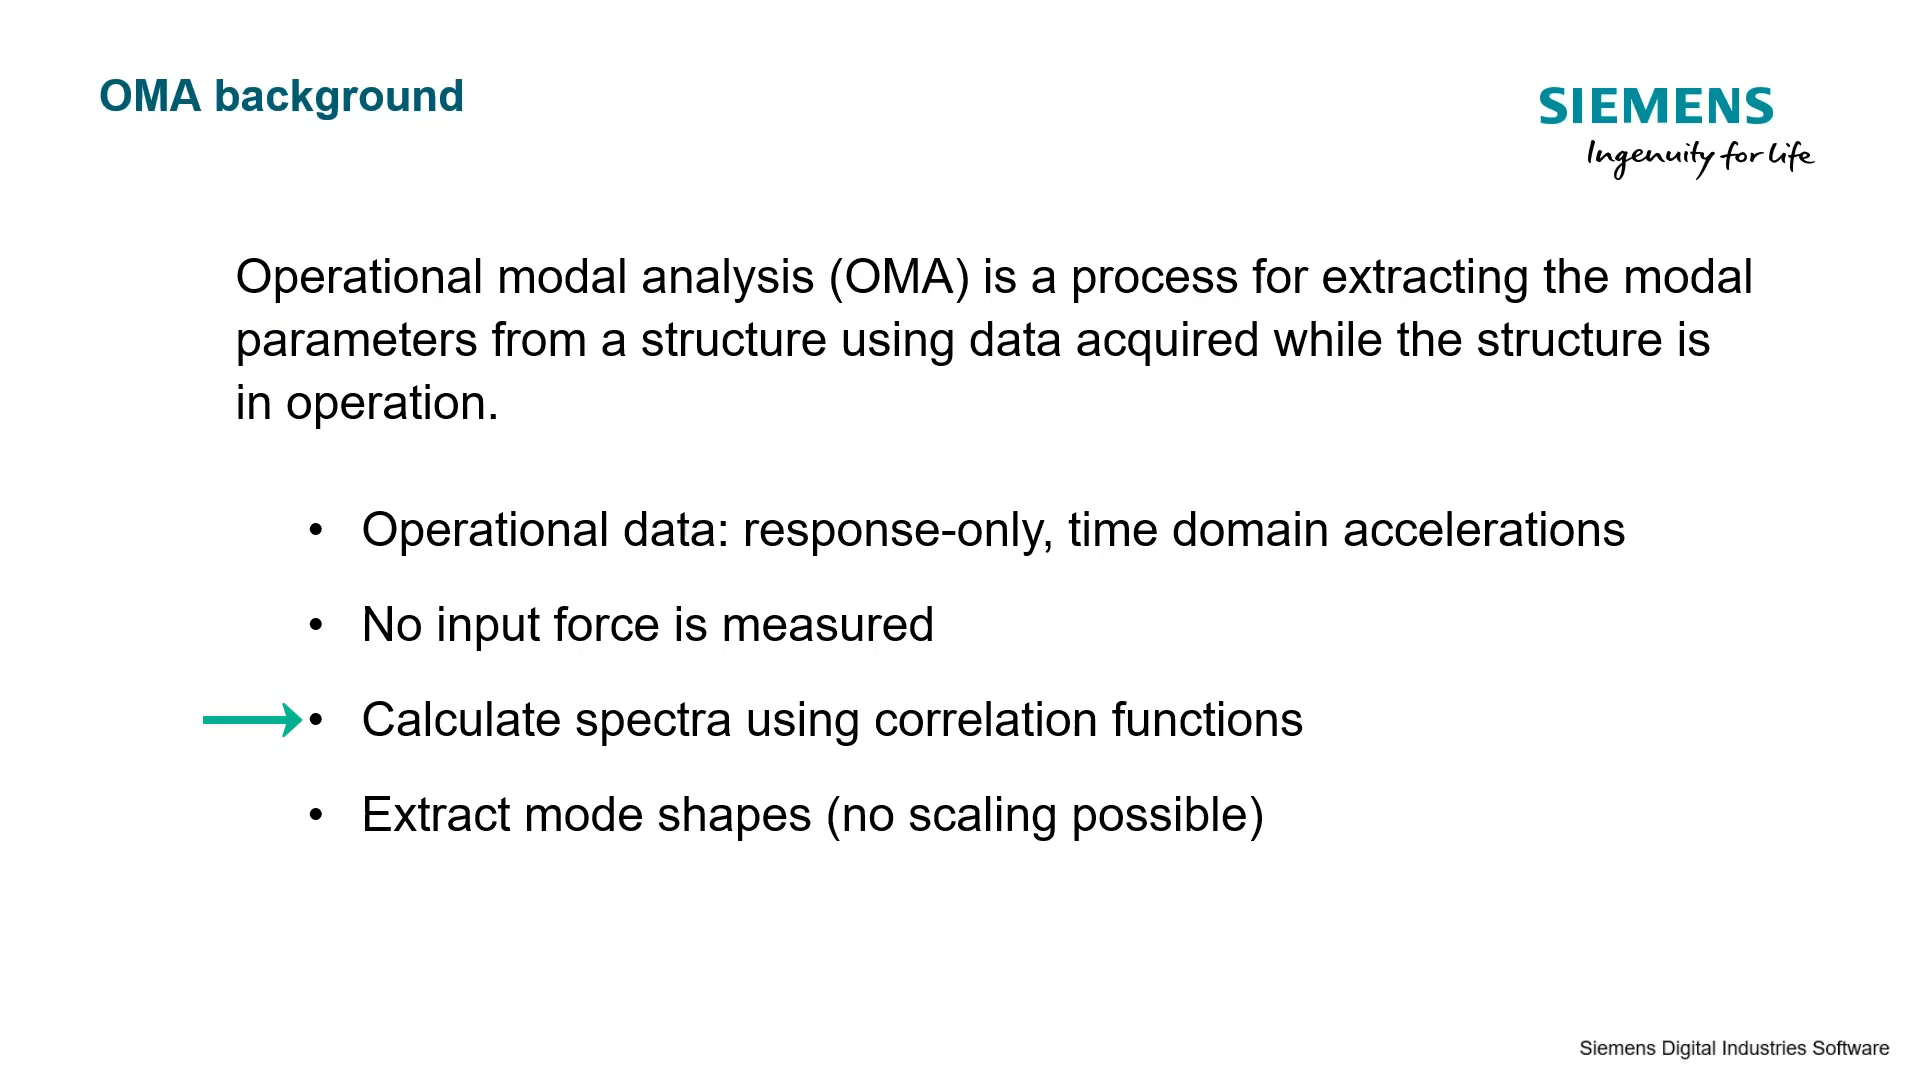 OMA background
SIEMENS
Ingenuity for life
Operational modal analysis (OMA) is a process for extracting the modal
parameters from a structure using data acquired while the structure is
in operation.
• Operational data: response-only, time domain accelerations
• No input force is measured
• Calculate spectra using correlation functions
• Extract mode shapes (no scaling possible)
Siemens Digital Industries Software